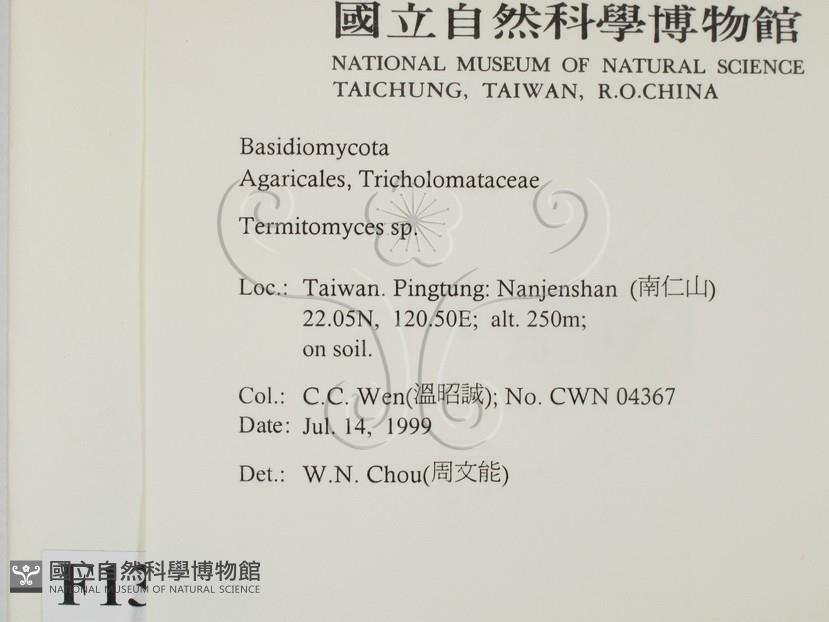 國立自然科學博物館
NATIONAL MUSEUM OF NATURAL SCIENCE
TAICHUNG, TAIWAN, R.O.CHINA
Basidiomycota
Agaricales, Tricholomataceae
Termitomyces sp.
Loc.: Taiwan. Pingtung: Nanjenshan (南仁山)
22.05N, 120.50E; alt. 250m;
on soil.
Col.: C.C. Wen(溫昭誠); No. CWN 04367
Date: Jul. 14, 1999
Det.: W.N. Chou(周文能)
F13
國立自然科學博物館
NATIONAL MUSEUM OF NATURAL SCIENCE